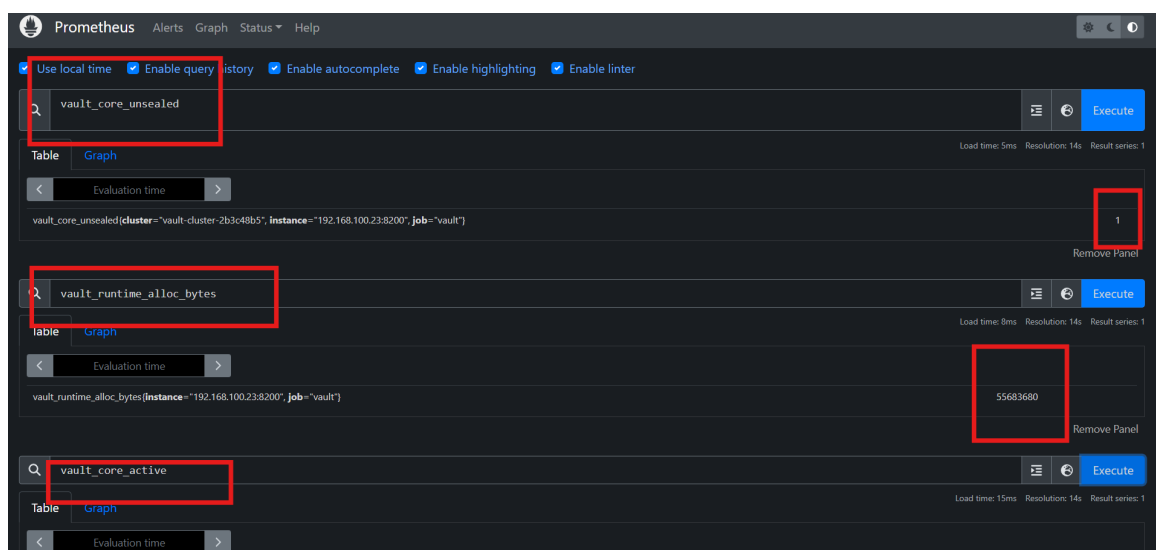 Prometheus Alerts Graph Status Help
Use local time Enable query history Enable autocomplete Enable highlighting Enable linter
vault_core_unsealed Execute
Load time: 5ms Resolution: 14s Result series: 1
Table Graph
Evaluation time
vault_core_unsealed{cluster="vault-cluster-2b3c48b5", instance="192.168.100.23:8200", job="vault"} 1
Remove Panel
vault_runtime_alloc_bytes Execute
Load time: 8ms Resolution: 14s Result series: 1
Table Graph
Evaluation time
vault_runtime_alloc_bytes{instance="192.168.100.23:8200", job="vault"} 55683680
Remove Panel
vault_core_active Execute
Load time: 15ms Resolution: 14s Result series: 1
Table Graph
Evaluation time